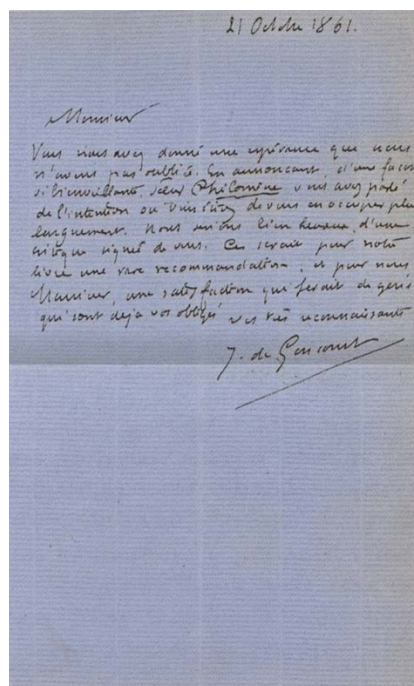 21 Octobre 1861.
Monsieur
Vous nous avez donné une espérance que nous
n'avons pas oublié. En annonçant, d'une façon
si bienveillante, Sœur Philomène vous avez parlé
de l'intention où vous étiez de vous en occuper plus
longuement. Nous serions bien heureux, d'une
critique signée de vous. Ce serait pour notre
livre une rare recommandation, et pour nous
Monsieur, une satisfaction qui ferait de gens
qui sont déjà vos obligés vos très reconnaissants
J. de Goncourt